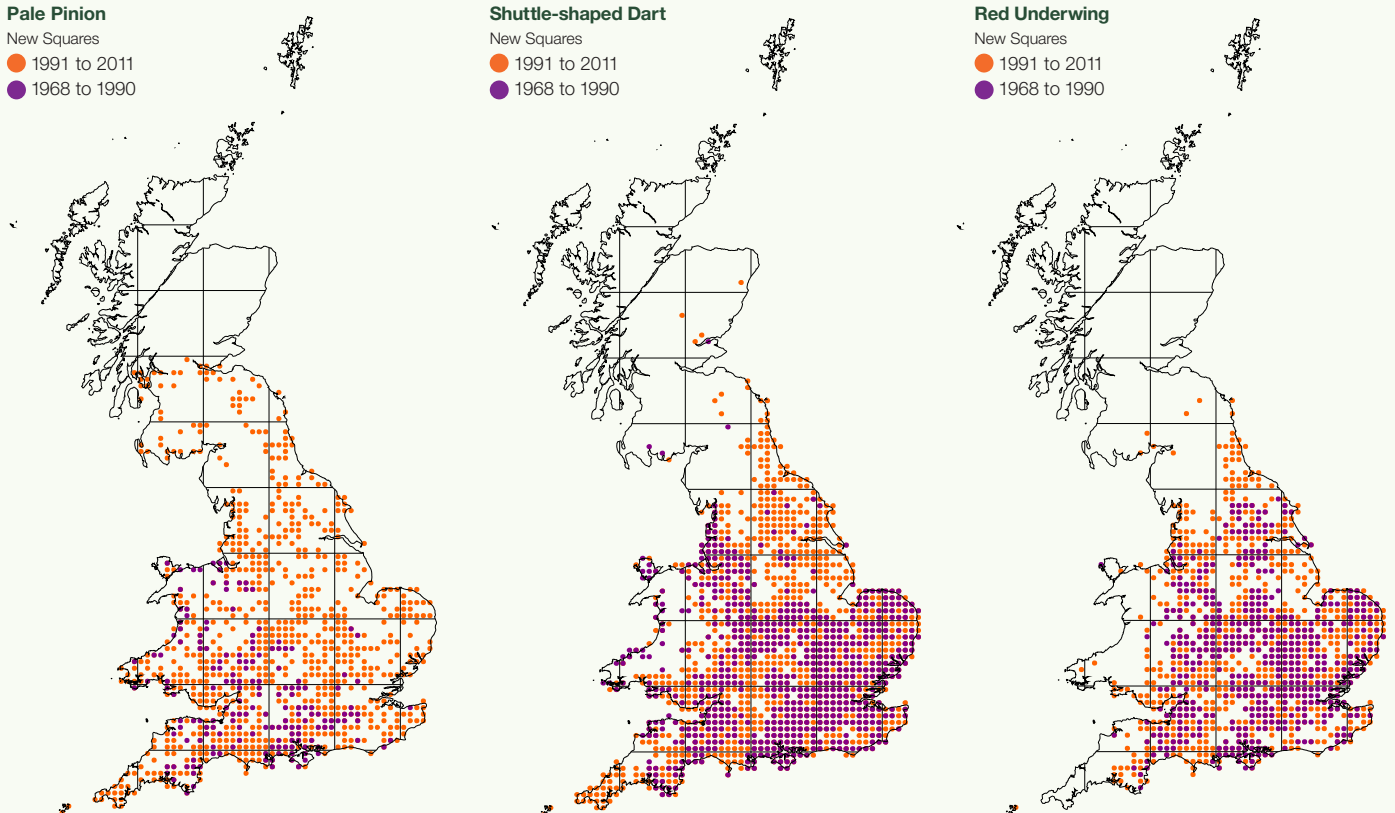 Pale Pinion
New Squares
1991 to 2011
1968 to 1990
Shuttle-shaped Dart
New Squares
1991 to 2011
1968 to 1990
Red Underwing
New Squares
1991 to 2011
1968 to 1990